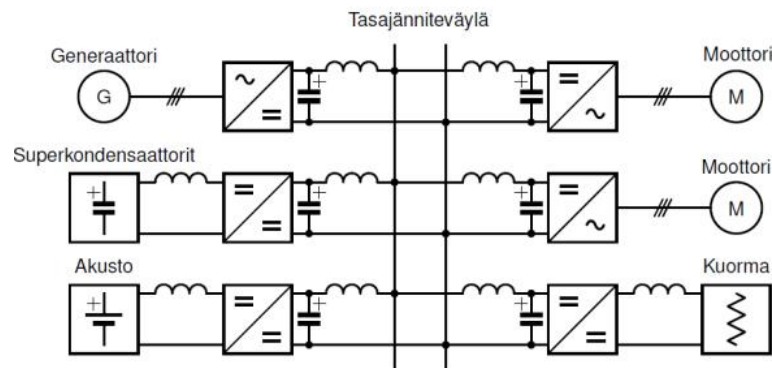 Tasajänniteväylä
Generaattori
Moottori
G
M
Superkondensaattorit
Moottori
M
Akusto
Kuorma